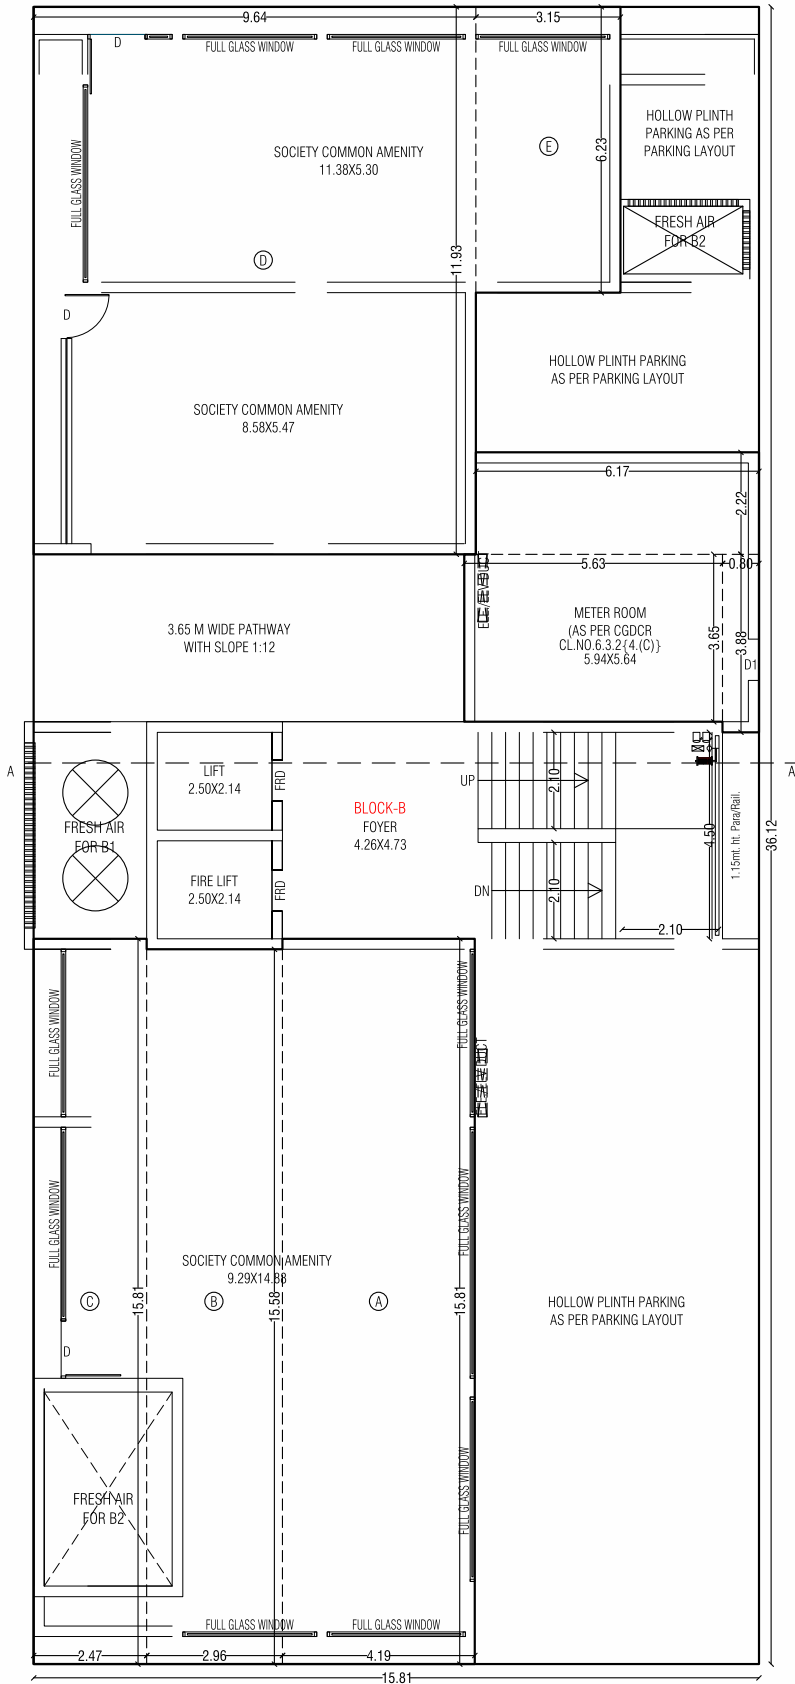 9.64
3.15
D
FULL GLASS WINDOW
FULL GLASS WINDOW
FULL GLASS WINDOW
HOLLOW PLINTH
PARKING AS PER
PARKING LAYOUT
FULL GLASS WINDOW
SOCIETY COMMON AMENITY
11.38X5.30
E
6.23
FRESH AIR
FOR B2
D
11.93
D
HOLLOW PLINTH PARKING
AS PER PARKING LAYOUT
SOCIETY COMMON AMENITY
8.58X5.47
6.17
2.22
5.63
0.80
3.65 M WIDE PATHWAY
WITH SLOPE 1:12
METER ROOM
(AS PER CGDCR
CL.NO.6.3.2{4.(C)}
5.94X5.64
3.65
3.88
D1
A
A
LIFT
2.50X2.14
FRD
UP
2.10
BLOCK-B
FOYER
4.26X4.73
FRESH AIR
FOR B1
4.50
1.15mt. ht. Para/Rail.
36.12
FIRE LIFT
2.50X2.14
FRD
DN
2.10
2.10
FULL GLASS WINDOW
FULL GLASS WINDOW
FULL GLASS WINDOW
FULL GLASS WINDOW
SOCIETY COMMON AMENITY
9.29X14.88
C
15.81
B
15.58
A
15.81
HOLLOW PLINTH PARKING
AS PER PARKING LAYOUT
D
FULL GLASS WINDOW
FRESH AIR
FOR B2
FULL GLASS WINDOW
FULL GLASS WINDOW
2.47
2.96
4.19
15.81